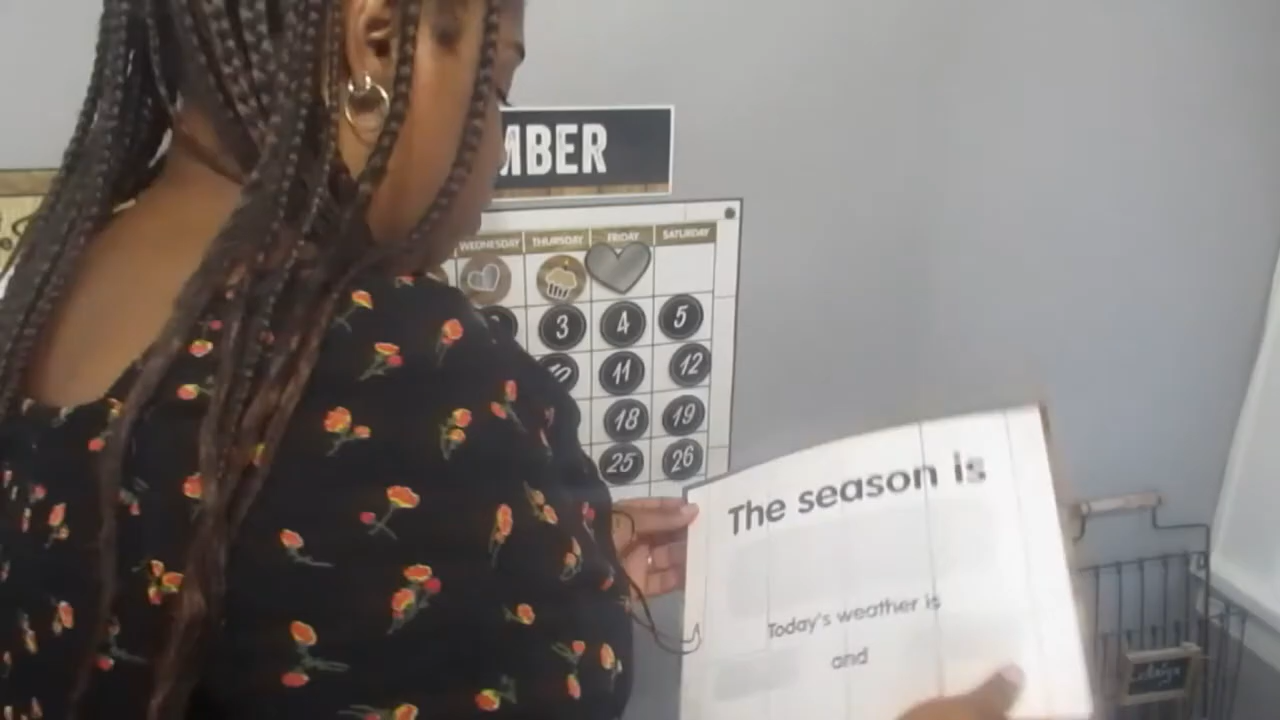 MBER
WEDNESDAY THURSDAY FRIDAY SATURDAY
3 4 5
10 11 12
18 19
25 26
The season is
Today's weather is
and